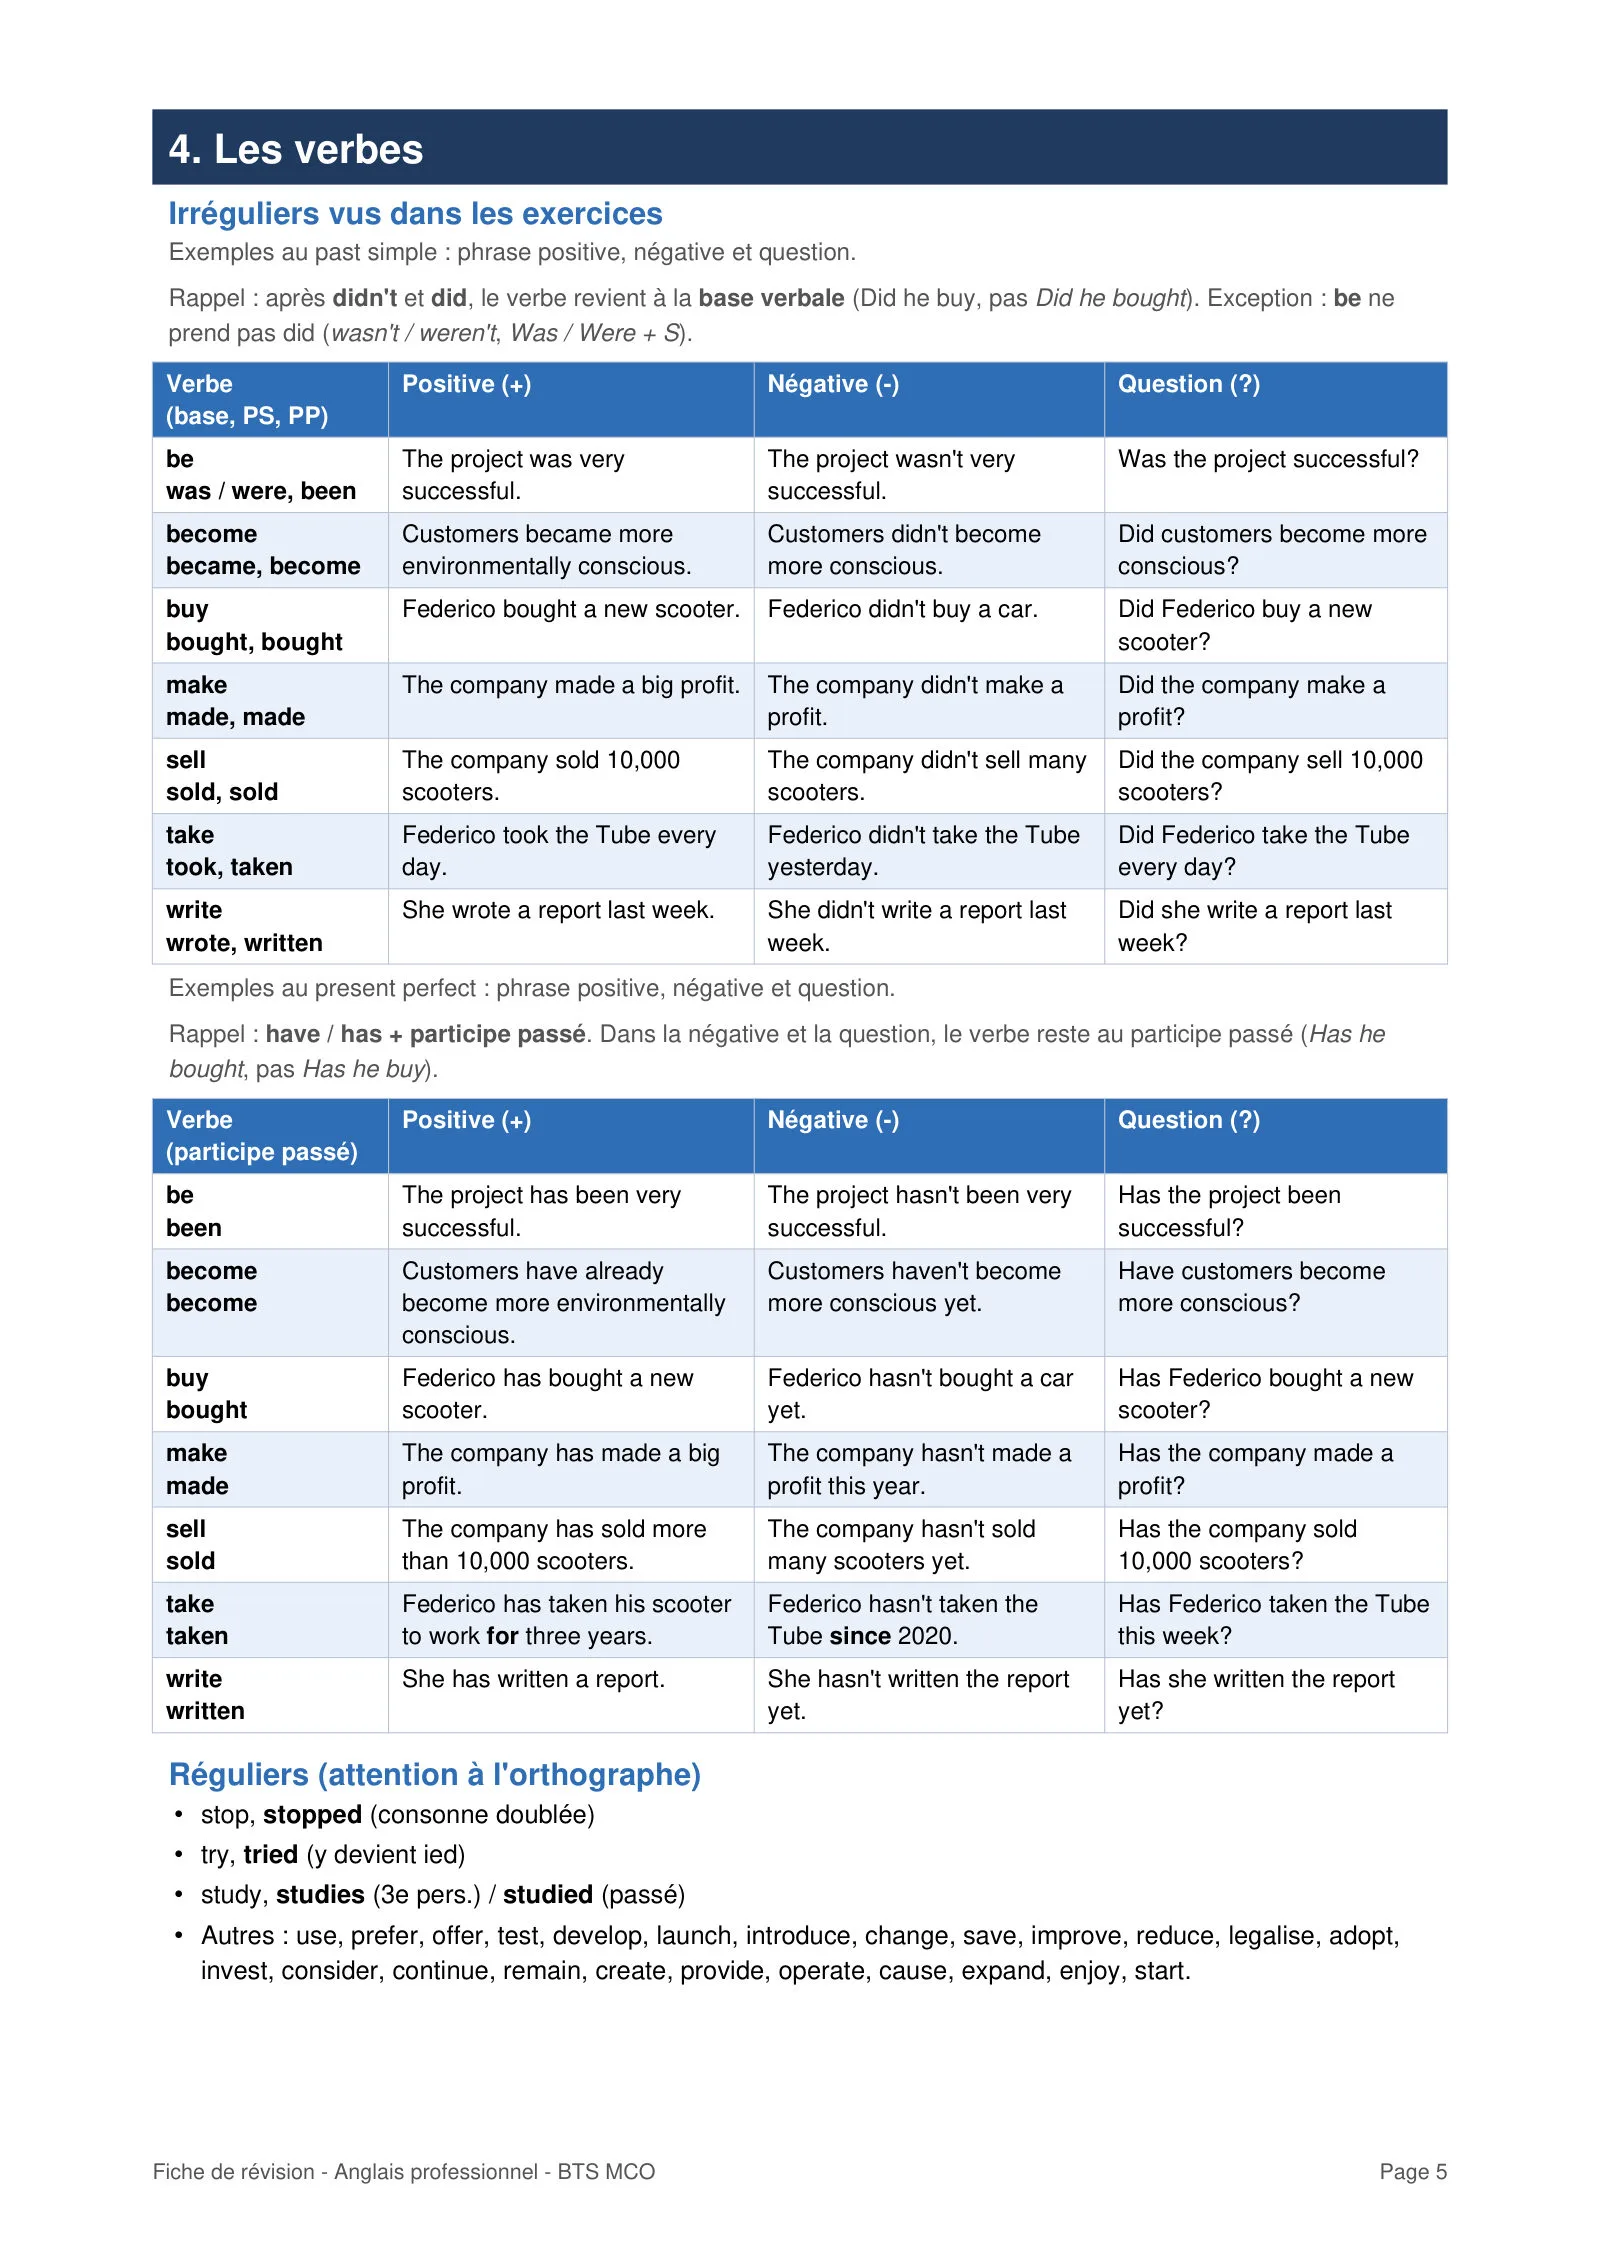 4. Les verbes
Irréguliers vus dans les exercices
Exemples au past simple : phrase positive, négative et question.
Rappel : après didn't et did, le verbe revient à la base verbale (Did he buy, pas Did he bought). Exception : be ne
prend pas did (wasn't / weren't, Was / Were + S).
Verbe
(base, PS, PP)
Positive (+)
Négative (-)
Question (?)
be
was / were, been
The project was very
successful.
The project wasn't very
successful.
Was the project successful?
become
became, become
Customers became more
environmentally conscious.
Customers didn't become
more conscious.
Did customers become more
conscious?
buy
bought, bought
Federico bought a new scooter.
Federico didn't buy a car.
Did Federico buy a new
scooter?
make
made, made
The company made a big profit.
The company didn't make a
profit.
Did the company make a
profit?
sell
sold, sold
The company sold 10,000
scooters.
The company didn't sell many
scooters.
Did the company sell 10,000
scooters?
take
took, taken
Federico took the Tube every
day.
Federico didn't take the Tube
yesterday.
Did Federico take the Tube
every day?
write
wrote, written
She wrote a report last week.
She didn't write a report last
week.
Did she write a report last
week?
Exemples au present perfect : phrase positive, négative et question.
Rappel : have / has + participe passé. Dans la négative et la question, le verbe reste au participe passé (Has he
bought, pas Has he buy).
Verbe
(participe passé)
Positive (+)
Négative (-)
Question (?)
be
been
The project has been very
successful.
The project hasn't been very
successful.
Has the project been
successful?
become
become
Customers have already
become more environmentally
conscious.
Customers haven't become
more conscious yet.
Have customers become
more conscious?
buy
bought
Federico has bought a new
scooter.
Federico hasn't bought a car
yet.
Has Federico bought a new
scooter?
make
made
The company has made a big
profit.
The company hasn't made a
profit this year.
Has the company made a
profit?
sell
sold
The company has sold more
than 10,000 scooters.
The company hasn't sold
many scooters yet.
Has the company sold
10,000 scooters?
take
taken
Federico has taken his scooter
to work for three years.
Federico hasn't taken the
Tube since 2020.
Has Federico taken the Tube
this week?
write
written
She has written a report.
She hasn't written the report
yet.
Has she written the report
yet?
Réguliers (attention à l'orthographe)
• stop, stopped (consonne doublée)
• try, tried (y devient ied)
• study, studies (3e pers.) / studied (passé)
• Autres : use, prefer, offer, test, develop, launch, introduce, change, save, improve, reduce, legalise, adopt,
invest, consider, continue, remain, create, provide, operate, cause, expand, enjoy, start.
Fiche de révision - Anglais professionnel - BTS MCO
Page 5